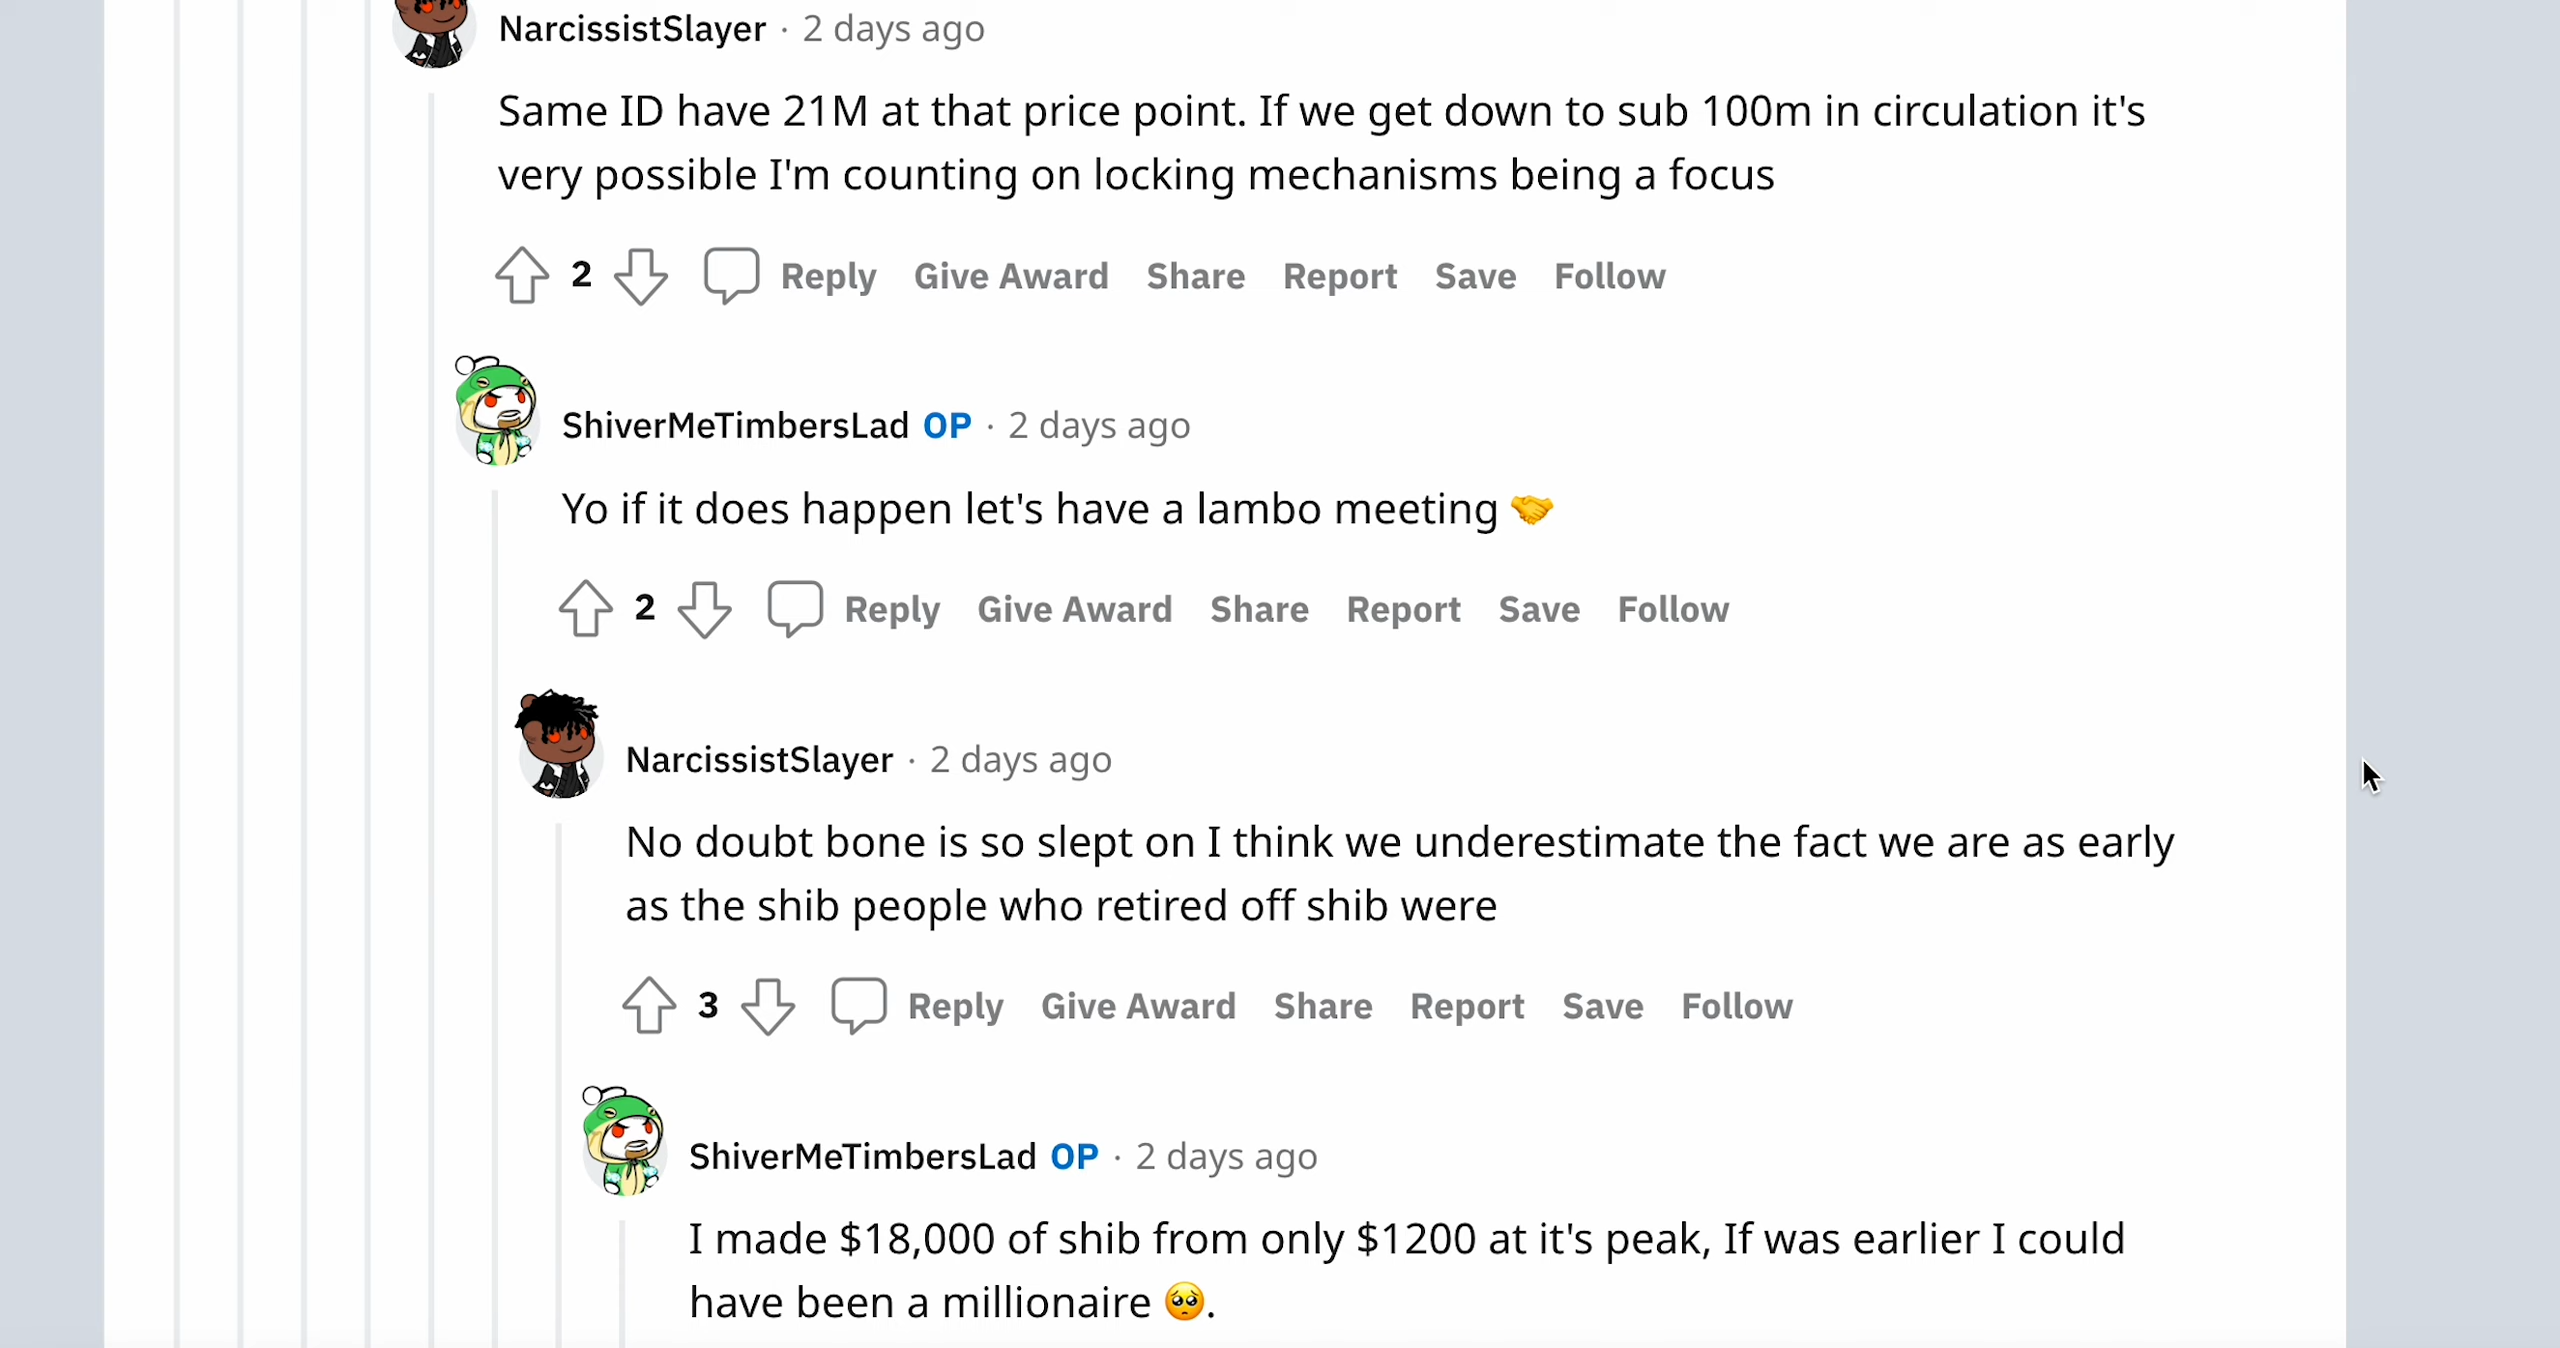 NarcissistSlayer · 2 days ago
Same ID have 21M at that price point. If we get down to sub 100m in circulation it's
very possible I'm counting on locking mechanisms being a focus
2 Reply Give Award Share Report Save Follow
ShiverMeTimbersLad OP · 2 days ago
Yo if it does happen let's have a lambo meeting 🤝
2 Reply Give Award Share Report Save Follow
NarcissistSlayer · 2 days ago
No doubt bone is so slept on I think we underestimate the fact we are as early
as the shib people who retired off shib were
3 Reply Give Award Share Report Save Follow
ShiverMeTimbersLad OP · 2 days ago
I made $18,000 of shib from only $1200 at it's peak, If was earlier I could
have been a millionaire 🥺.